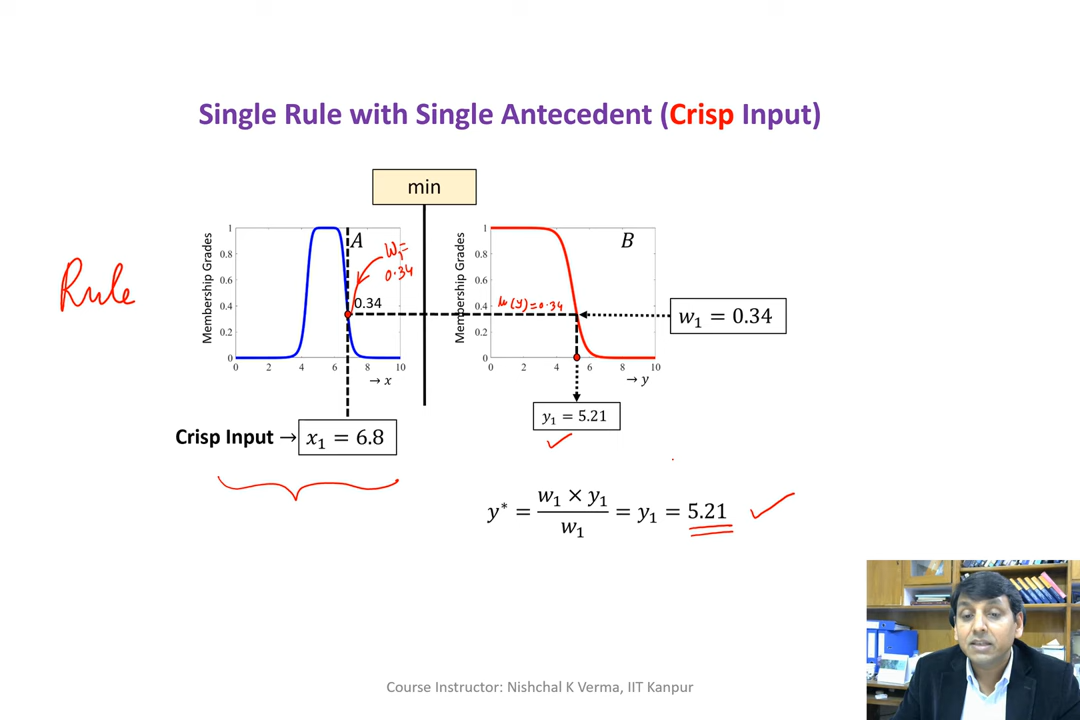 Single Rule with Single Antecedent (Crisp Input)
min
Rule
Membership Grades
1
0.8
0.6
0.4
0.2
0
0 2 4 6 8 10
→ x
A
W₁=
0.34
0.34
Membership Grades
1
0.8
0.6
0.4
0.2
0
0 2 4 6 8 10
→ y
B
μ(y)=0.34
w₁ = 0.34
y₁ = 5.21
Crisp Input → x₁ = 6.8
y* = (w₁ × y₁) / w₁ = y₁ = 5.21
Course Instructor: Nishchal K Verma, IIT Kanpur